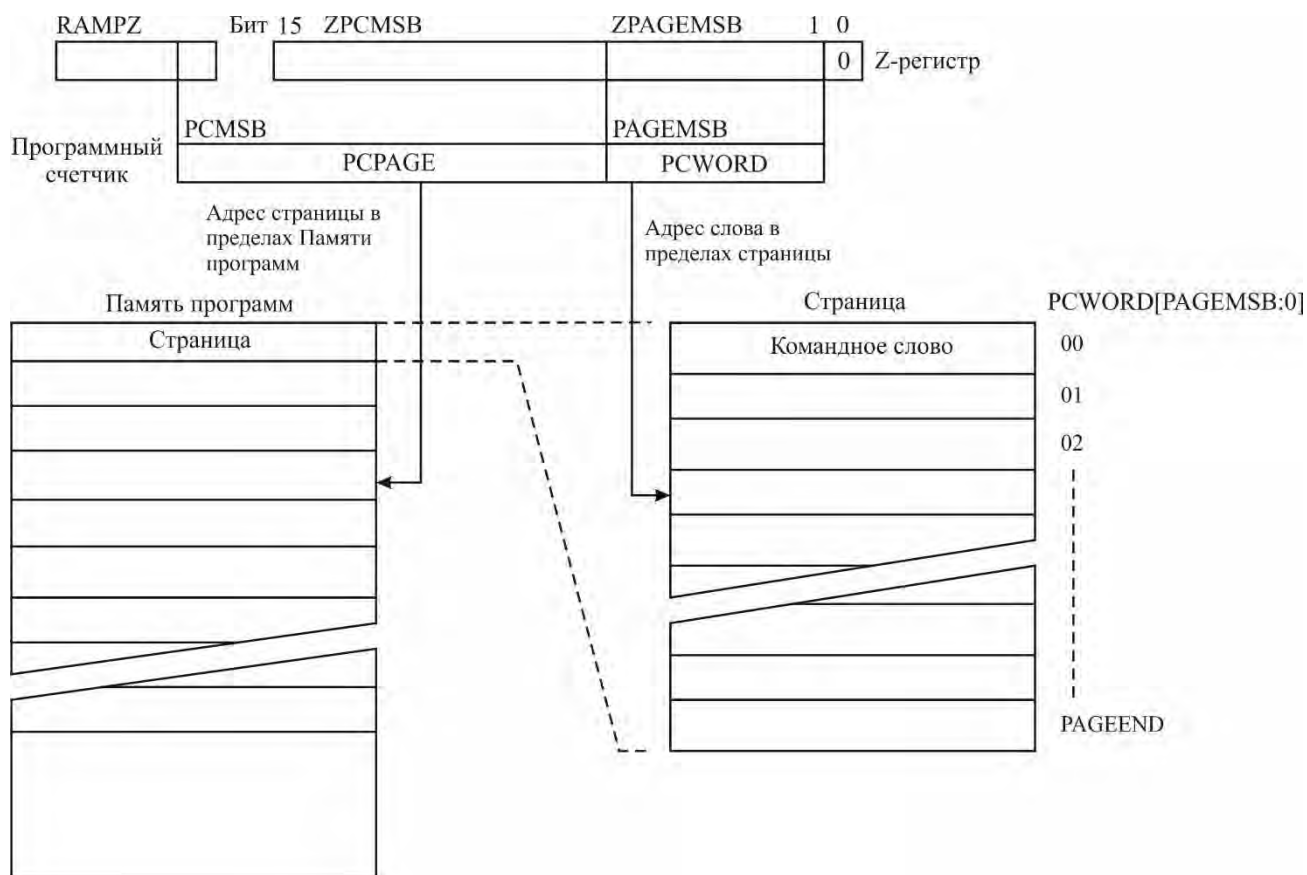 RAMPZ Бит 15 ZPCMSB ZPAGEMSB 1 0
0 Z-регистр
PCMSB PAGEMSB
Программный
счетчик
PCPAGE PCWORD
Адрес страницы в
пределах Памяти
программ
Адрес слова в
пределах страницы
Память программ Страница PCWORD[PAGEMSB:0]
Страница Командное слово 00
01
02
PAGEEND